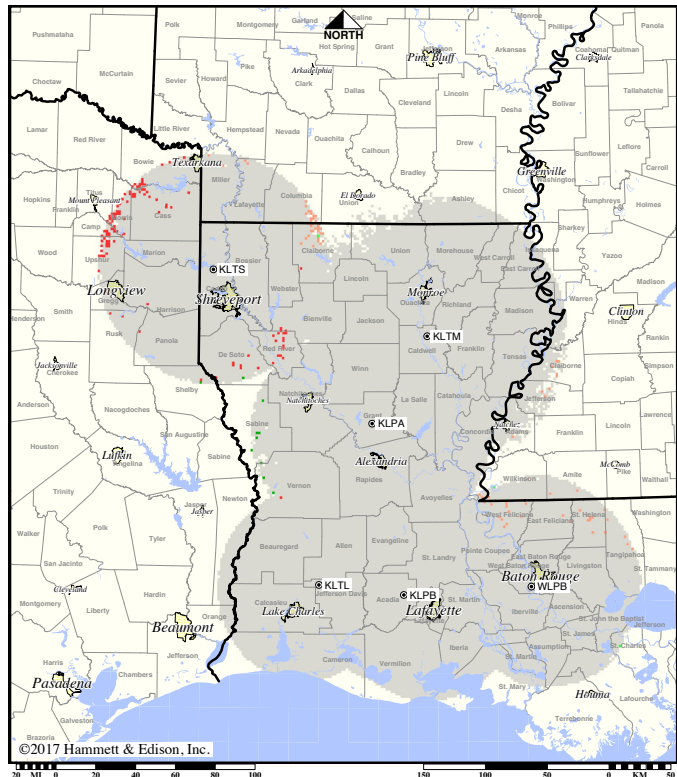 Polk
Montgomery
Garland
Saline
Monroe
Phillips
Panola
Pushmataha
NORTH
Hot Spring
Grant
Jefferson
Pine Bluff
Arkansas
Coahoma
Quitman
Clarksdale
Pike
Arkadelphia
McCurtain
Choctaw
Sevier
Howard
Clark
Dallas
Cleveland
Lincoln
Desha
Bolivar
Tallahatchie
Lamar
Red River
Little River
Hempstead
Nevada
Ouachita
Calhoun
Drew
Sunflower
Leflore
Carroll
Bowie
Texarkana
Miller
Lafayette
Columbia
El Dorado
Union
Bradley
Ashley
Chicot
Greenville
Washington
Humphreys
Holmes
Hopkins
Titus
Mount Pleasant
Franklin
Morris
Cass
Camp
Wood
Upshur
Marion
KLTS
Bossier
Webster
Claiborne
Union
Morehouse
West Carroll
East Carroll
Issaquena
Sharkey
Yazoo
Longview
Gregg
Harrison
Shreveport
Lincoln
Monroe
Ouachita
Richland
Madison
Warren
Clinton
Hinds
Madison
Rankin
Henderson
Smith
Rusk
Panola
Bienville
Jackson
KLTM
Caldwell
Franklin
Tensas
Claiborne
Simpson
Jacksonville
Cherokee
De Soto
Red River
Winn
Copiah
Anderson
Nacogdoches
Shelby
Natchitoches
Natchitoches
La Salle
Catahoula
Jefferson
Lawrence
San Augustine
Sabine
Grant
KLPA
Concordia
Natchez
Adams
Franklin
Lincoln
Houston
Lufkin
Angelina
Sabine
Alexandria
Rapides
McComb
Pike
Trinity
Newton
Vernon
Avoyelles
Wilkinson
Amite
Walthall
Jasper
Jasper
Walker
Polk
Tyler
West Feliciana
East Feliciana
St. Helena
Washington
San Jacinto
Beauregard
Allen
Evangeline
St. Landry
Pointe Coupee
East Baton Rouge
West Baton Rouge
Baton Rouge
Livingston
Tangipahoa
St. Tammany
Cleveland
Montgomery
Liberty
Hardin
KLTL
Jefferson Davis
Acadia
KLPB
Lafayette
Lafayette
St. Martin
WLPB
Iberville
Ascension
Calcasieu
Lake Charles
Orange
Beaumont
Jefferson
St. John the Baptist
Jefferson
St. James
Assumption
St. Charles
Harris
Pasadena
Chambers
Cameron
Vermilion
Iberia
St. Martin
St. Mary
Houma
Lafourche
Terrebonne
Galveston
Brazoria
©2017 Hammett & Edison, Inc.
20 MI 0 20 40 60 80 100
150 100 50 0 KM 50